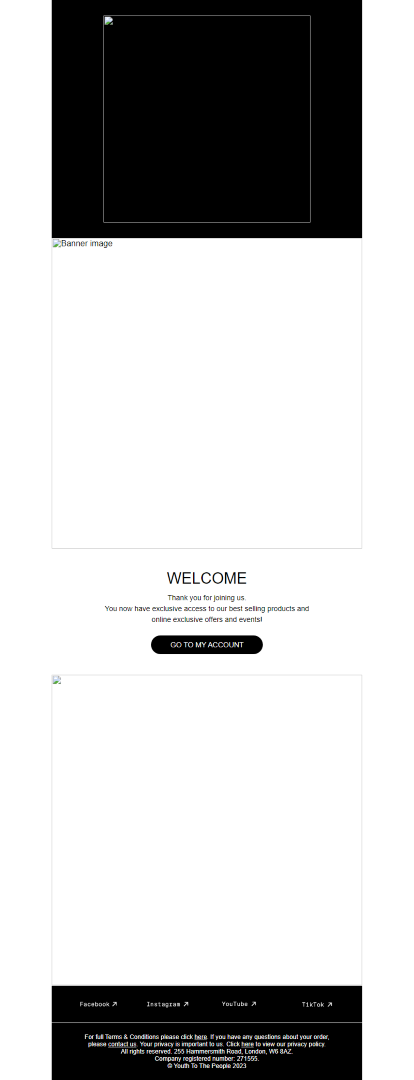 Banner image
WELCOME
Thank you for joining us.
You now have exclusive access to our best selling products and
online exclusive offers and events!
GO TO MY ACCOUNT
Facebook ↗ Instagram ↗ YouTube ↗ TikTok ↗
For full Terms & Conditions please click here. If you have any questions about your order,
please contact us. Your privacy is important to us. Click here to view our privacy policy.
All rights reserved. 255 Hammersmith Road, London, W6 8AZ.
Company registered number: 271555.
© Youth To The People 2023